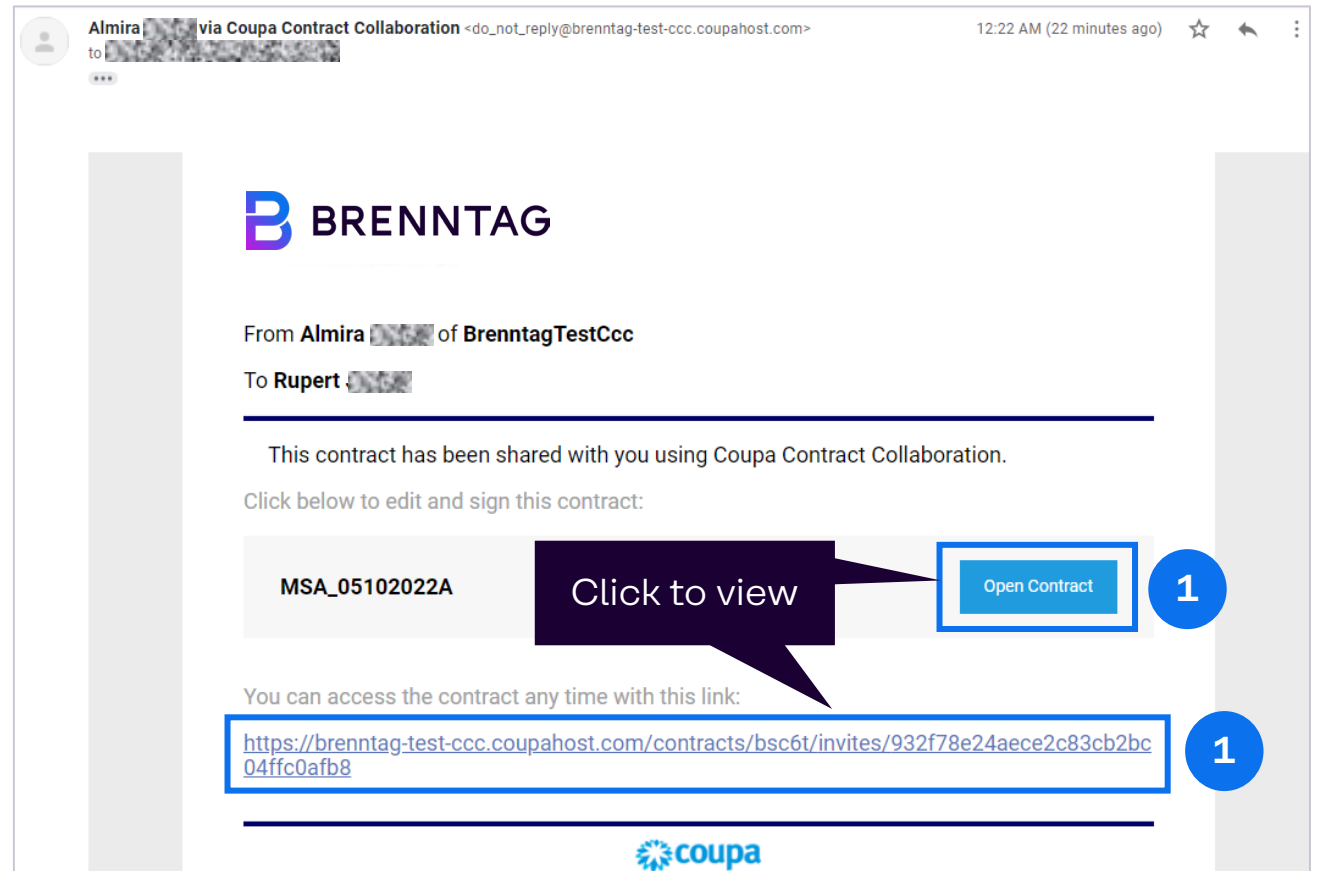 Almira via Coupa Contract Collaboration <do_not_reply@brenntag-test-ccc.coupahost.com> 12:22 AM (22 minutes ago)
to
BRENNTAG
From Almira of BrenntagTestCcc
To Rupert
This contract has been shared with you using Coupa Contract Collaboration.
Click below to edit and sign this contract:
MSA_05102022A
Click to view
Open Contract
1
You can access the contract any time with this link:
https://brenntag-test-ccc.coupahost.com/contracts/bsc6t/invites/932f78e24aece2c83cb2bc
04ffc0afb8
1
coupa